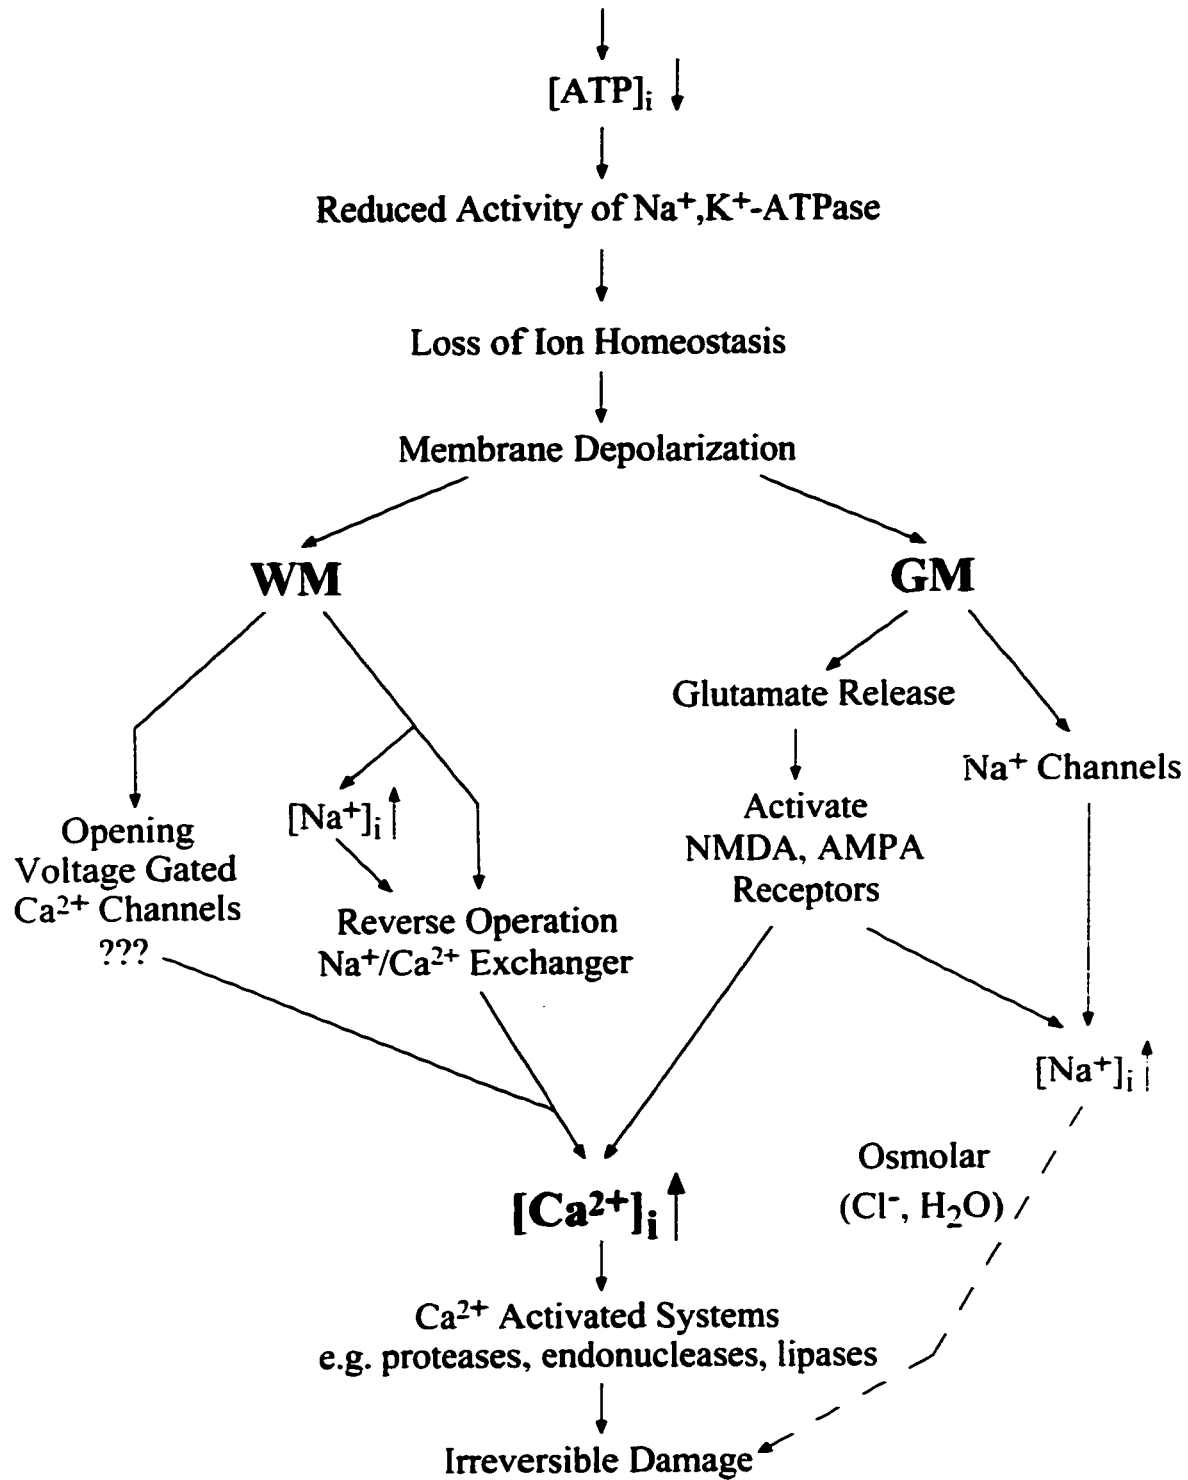 [ATP]i ↓
Reduced Activity of Na⁺,K⁺-ATPase
Loss of Ion Homeostasis
Membrane Depolarization
WM
GM
Glutamate Release
Na⁺ Channels
Activate
NMDA, AMPA
Receptors
[Na⁺]i ↑
Opening
Voltage Gated
Ca²⁺ Channels
???
Reverse Operation
Na⁺/Ca²⁺ Exchanger
[Na⁺]i ↑
Osmolar
(Cl⁻, H₂O)
[Ca²⁺]i ↑
Ca²⁺ Activated Systems
e.g. proteases, endonucleases, lipases
Irreversible Damage